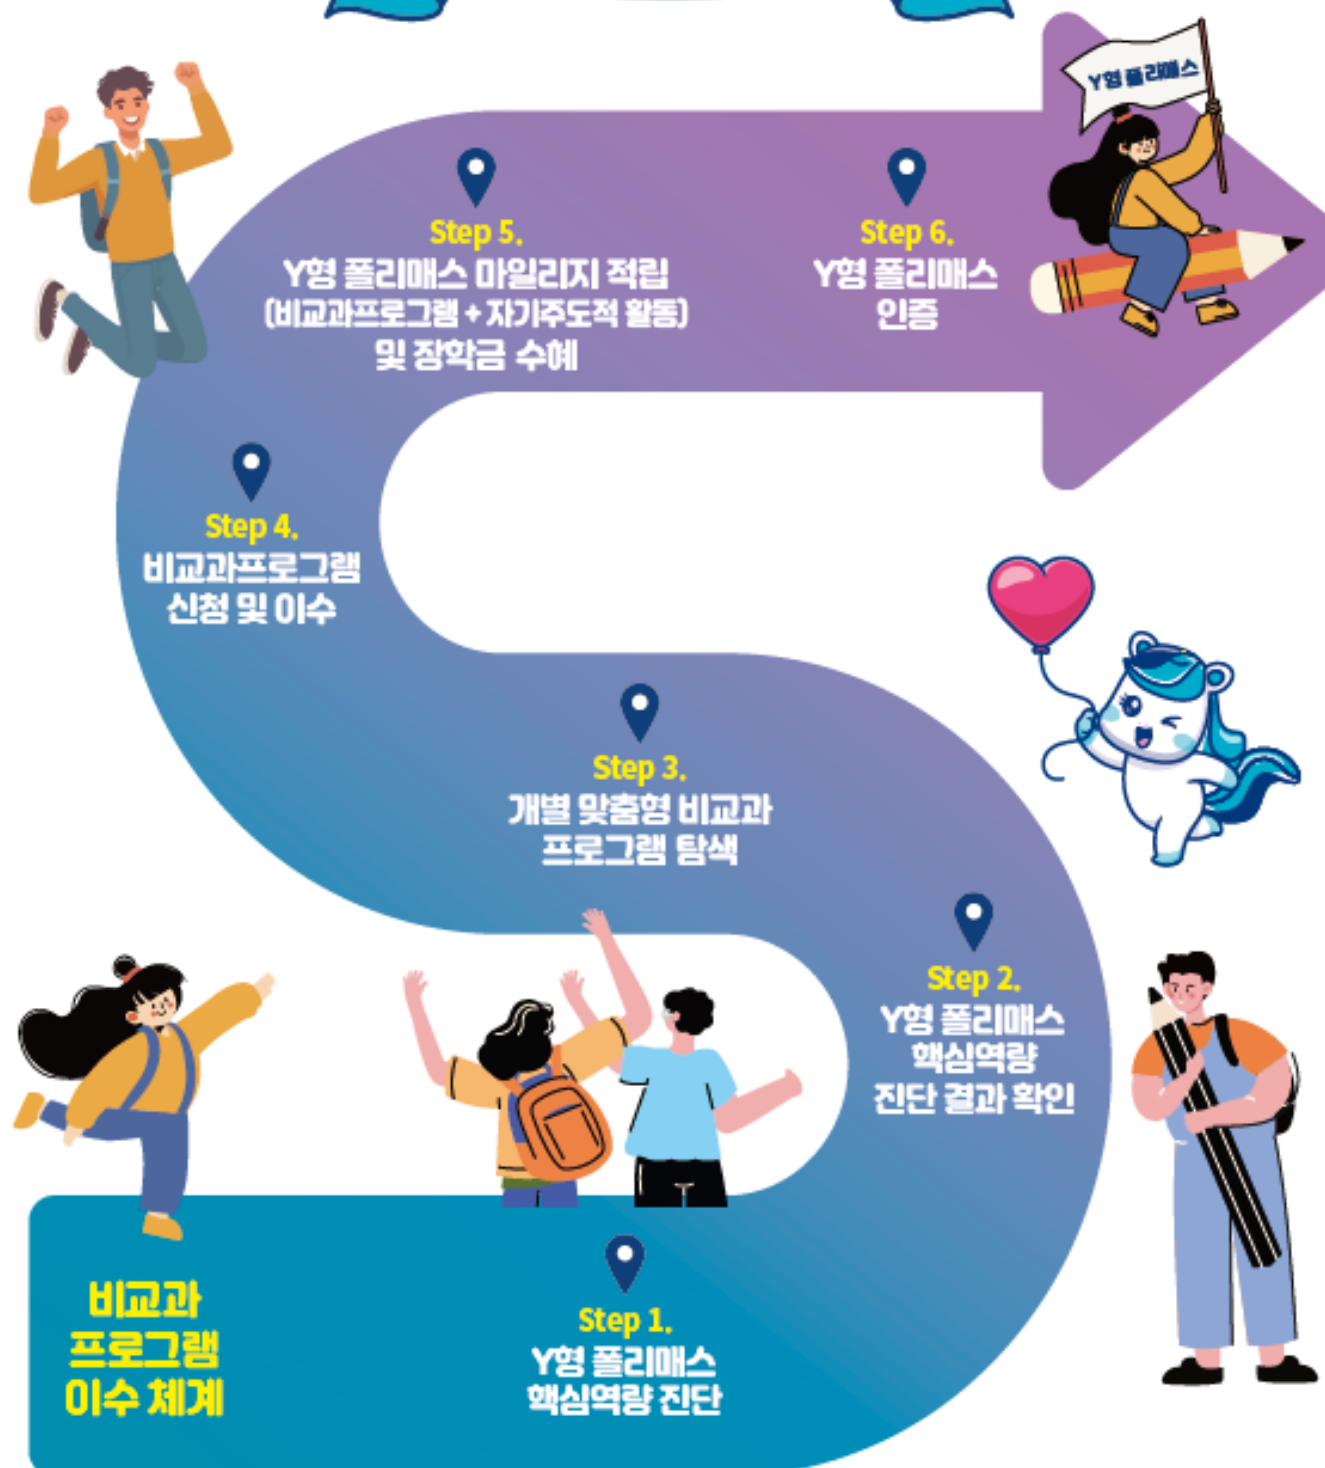 Y형 폴리매스
Step 5.
Y형 폴리매스 마일리지 적립
(비교과프로그램 + 자기주도적 활동)
및 장학금 수혜
Step 6.
Y형 폴리매스
인증
Step 4.
비교과프로그램
신청 및 이수
Step 3.
개별 맞춤형 비교과
프로그램 탐색
Step 2.
Y형 폴리매스
핵심역량
진단 결과 확인
비교과
프로그램
이수 체계
Step 1.
Y형 폴리매스
핵심역량 진단